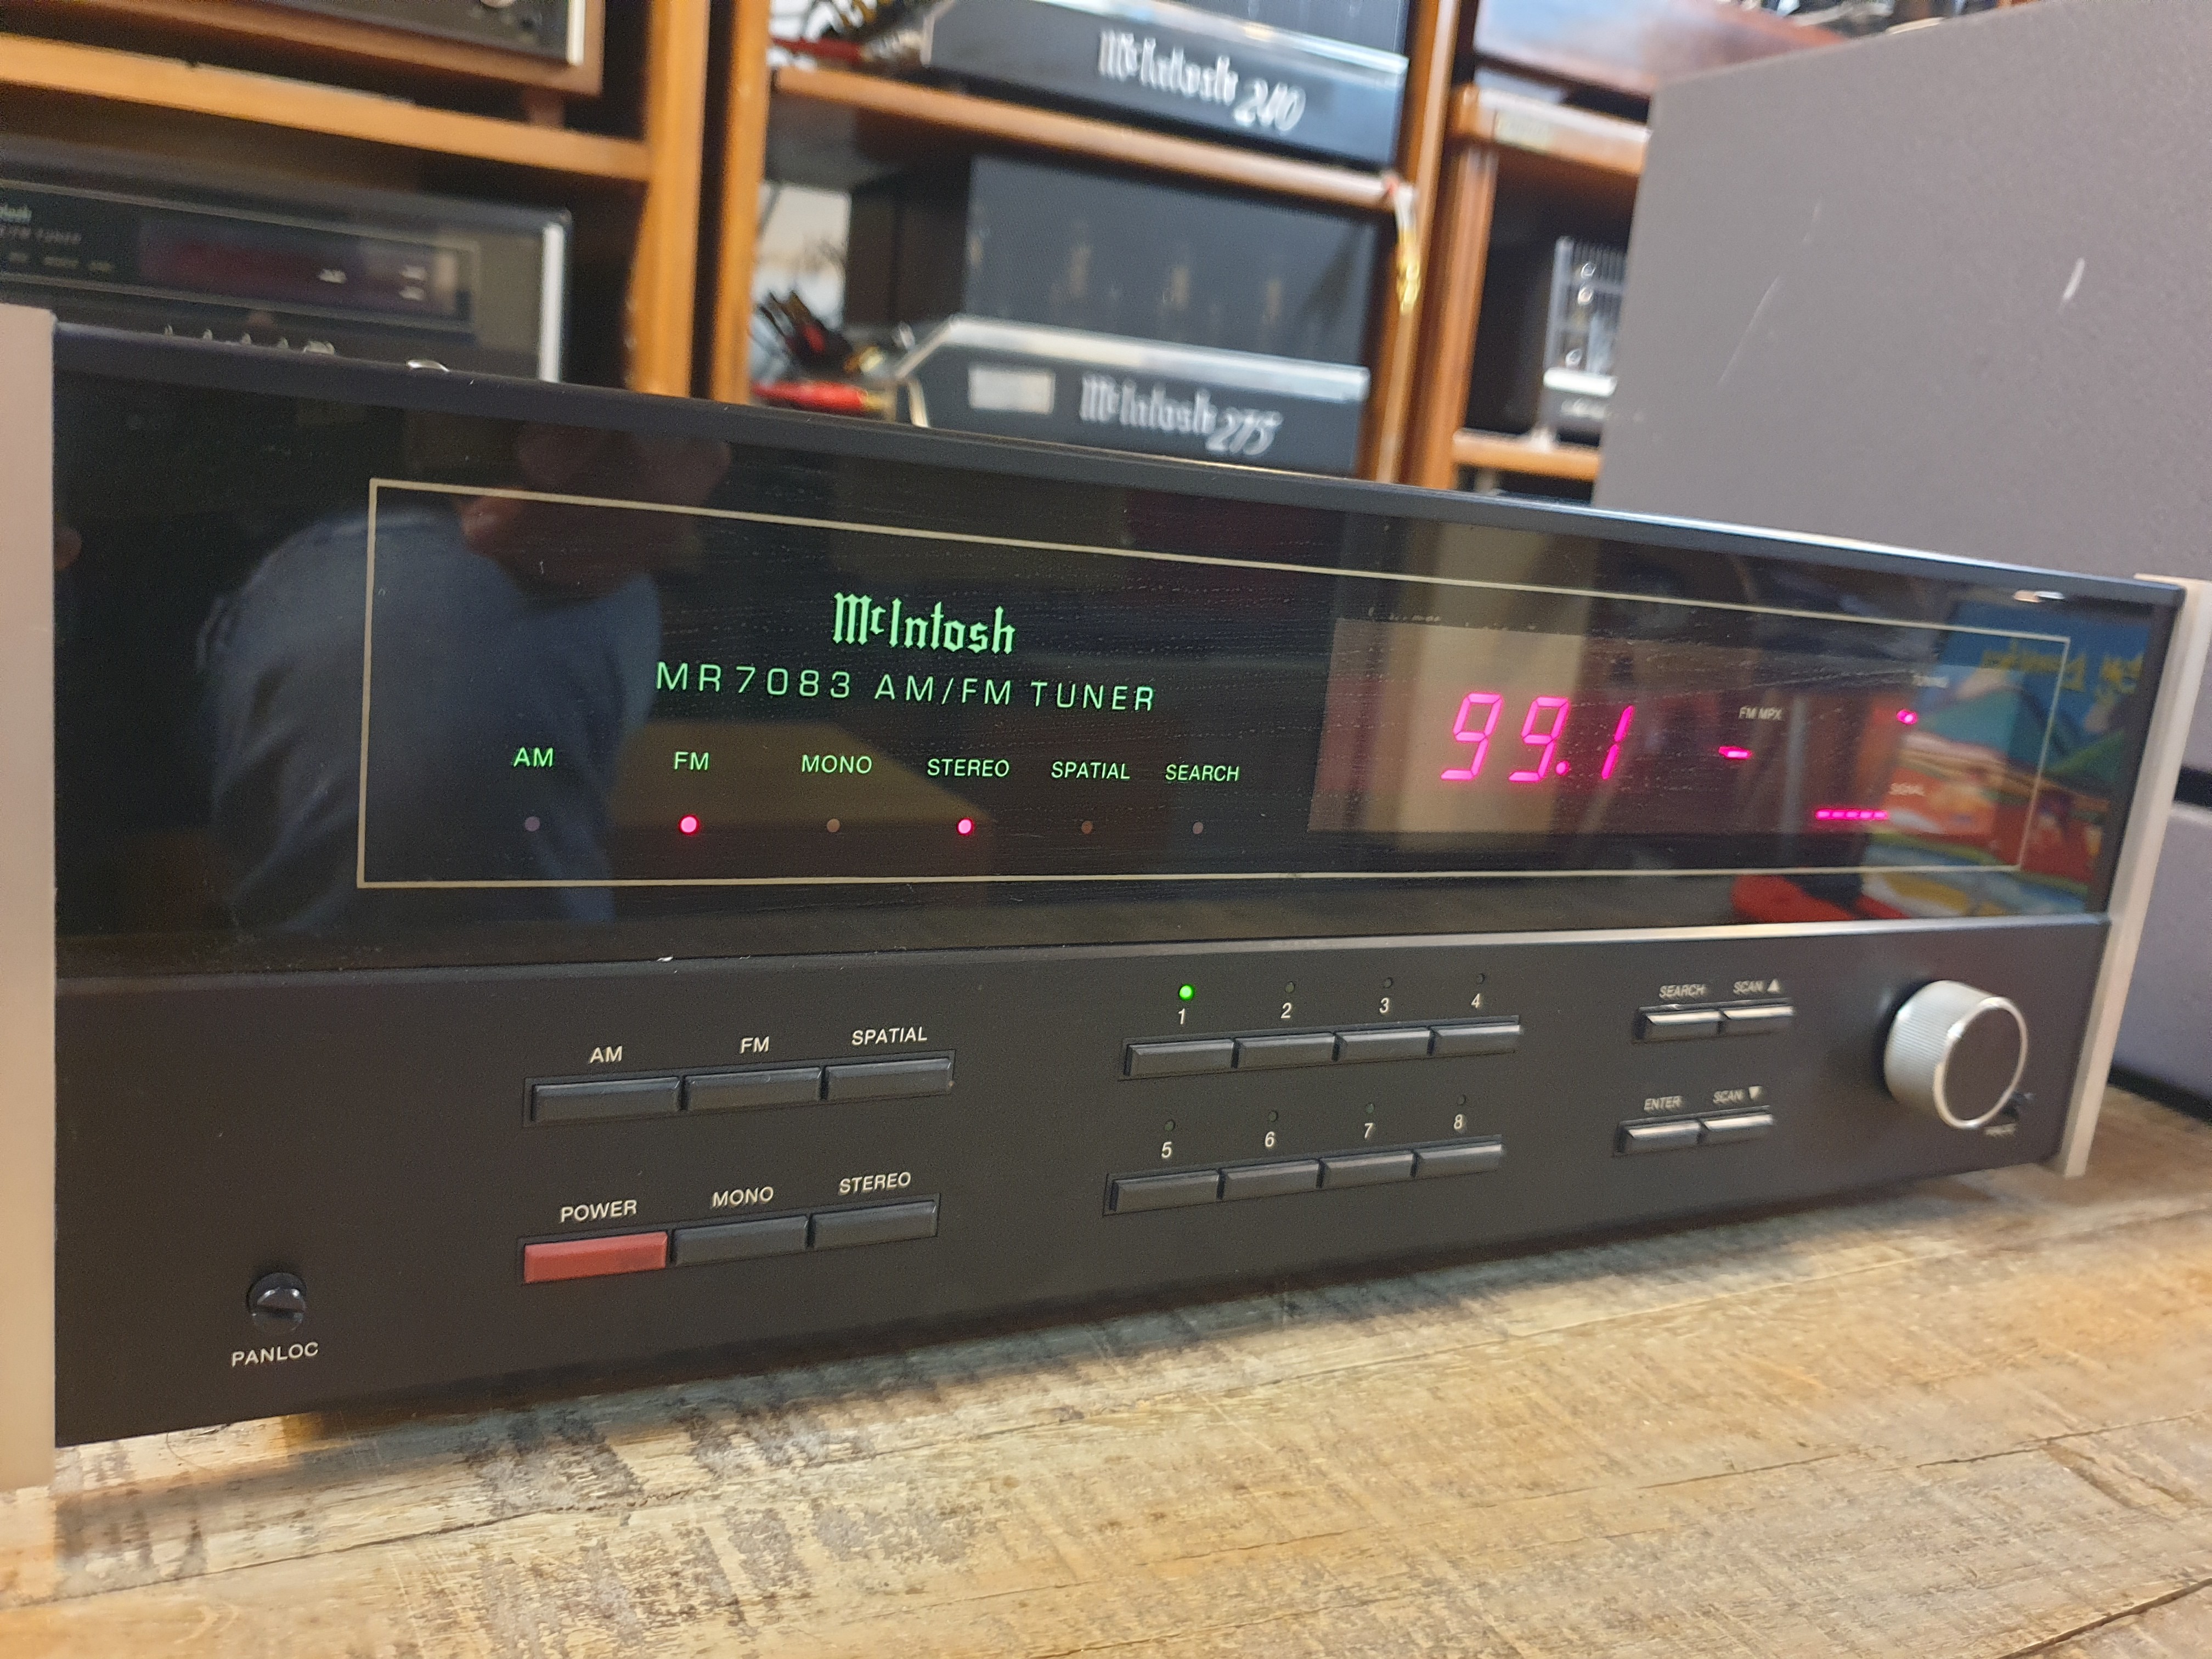 McIntosh 240
McIntosh 275
McIntosh
MR 7083 AM/FM TUNER
AM FM MONO STEREO SPATIAL SEARCH
99.1
FM MPX
SIGNAL
AM FM SPATIAL
POWER MONO STEREO
1 2 3 4
5 6 7 8
SEARCH SCAN ▲
ENTER SCAN ▼
PANLOC